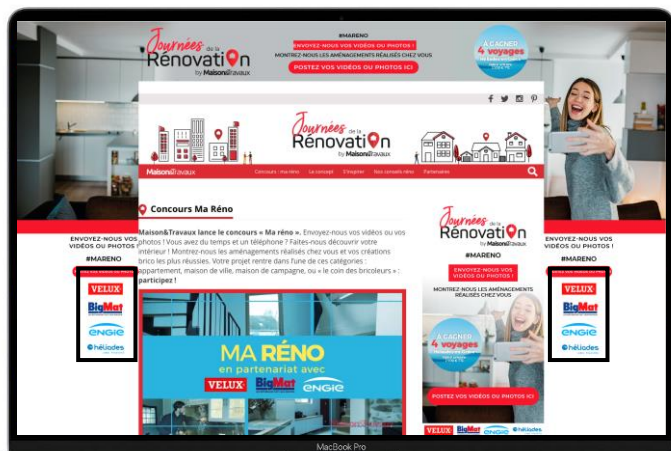 Journées de la
Rénovation
by Maison&Travaux
#MARENO
ENVOYEZ-NOUS VOS VIDÉOS OU PHOTOS !
MONTREZ-NOUS LES AMÉNAGEMENTS RÉALISÉS CHEZ VOUS
POSTEZ VOS VIDÉOS OU PHOTOS ICI
À GAGNER
4 voyages
Journées de la
Rénovation
by Maison&Travaux
Maison&Travaux
Concours : ma réno
Le concept
S'inspirer
Nos conseils réno
Partenaires
Concours Ma Réno
Maison&Travaux lance le concours « Ma réno ». Envoyez-nous vos vidéos ou vos
photos ! Vous avez du temps et un téléphone ? Faites-nous découvrir votre
intérieur ! Montrez-nous les aménagements réalisés chez vous et vos créations
brico les plus réussies. Votre projet rentre dans l'une de ces catégories :
appartement, maison de ville, maison de campagne, ou « le coin des bricoleurs » :
participez !
MA RÉNO
en partenariat avec
VELUX
BigMat
ENGIE
Journées de la
Rénovation
by Maison&Travaux
#MARENO
ENVOYEZ-NOUS VOS
VIDÉOS OU PHOTOS !
MONTREZ-NOUS LES AMÉNAGEMENTS
RÉALISÉS CHEZ VOUS
À GAGNER
4 voyages
POSTEZ VOS VIDÉOS OU PHOTOS ICI
VELUX BigMat ENGIE héliades
ENVOYEZ-NOUS VOS
VIDÉOS OU PHOTOS !
#MARENO
VELUX
BigMat
ENGIE
héliades
ENVOYEZ-NOUS VOS
VIDÉOS OU PHOTOS !
#MARENO
VELUX
BigMat
ENGIE
héliades
MacBook Pro